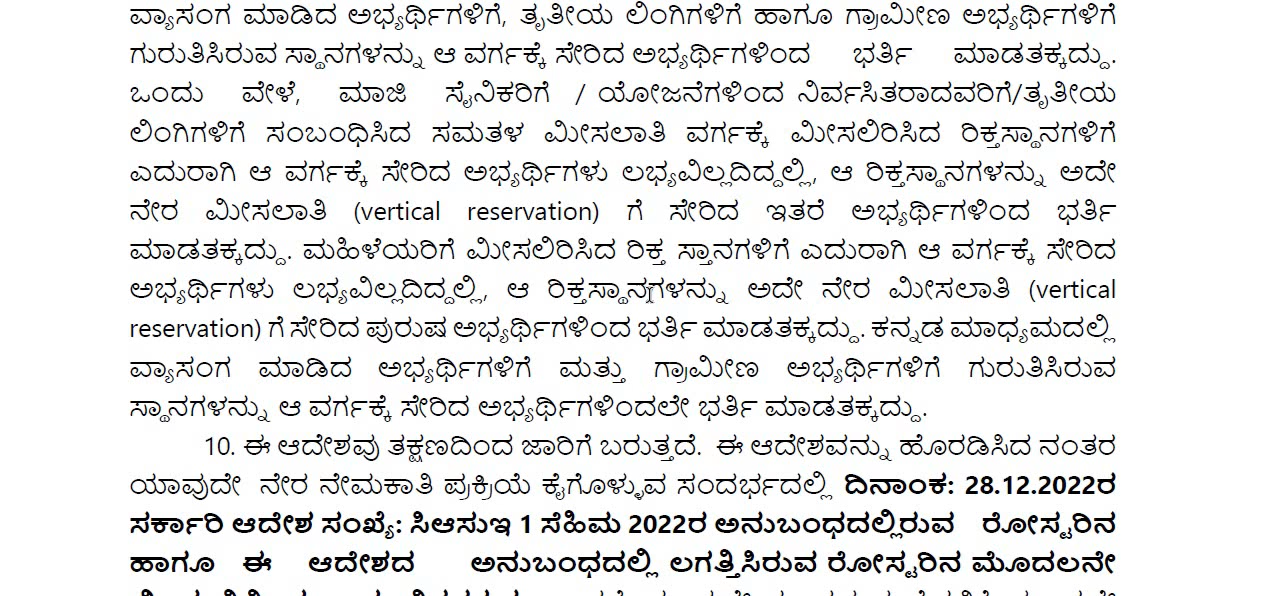 ವ್ಯಾಸಂಗ ಮಾಡಿದ ಅಭ್ಯರ್ಥಿಗಳಿಗೆ, ತೃತೀಯ ಲಿಂಗಿಗಳಿಗೆ ಹಾಗೂ ಗ್ರಾಮೀಣ ಅಭ್ಯರ್ಥಿಗಳಿಗೆ
ಗುರುತಿಸಿರುವ ಸ್ಥಾನಗಳನ್ನು ಆ ವರ್ಗಕ್ಕೆ ಸೇರಿದ ಅಭ್ಯರ್ಥಿಗಳಿಂದ ಭರ್ತಿ ಮಾಡತಕ್ಕದ್ದು.
ಒಂದು ವೇಳೆ, ಮಾಜಿ ಸೈನಿಕರಿಗೆ / ಯೋಜನೆಗಳಿಂದ ನಿರ್ವಸಿತರಾದವರಿಗೆ/ತೃತೀಯ
ಲಿಂಗಿಗಳಿಗೆ ಸಂಬಂಧಿಸಿದ ಸಮತಳ ಮೀಸಲಾತಿ ವರ್ಗಕ್ಕೆ ಮೀಸಲಿರಿಸಿದ ರಿಕ್ತಸ್ಥಾನಗಳಿಗೆ
ಎದುರಾಗಿ ಆ ವರ್ಗಕ್ಕೆ ಸೇರಿದ ಅಭ್ಯರ್ಥಿಗಳು ಲಭ್ಯವಿಲ್ಲದಿದ್ದಲ್ಲಿ, ಆ ರಿಕ್ತಸ್ಥಾನಗಳನ್ನು ಅದೇ
ನೇರ ಮೀಸಲಾತಿ (vertical reservation) ಗೆ ಸೇರಿದ ಇತರೆ ಅಭ್ಯರ್ಥಿಗಳಿಂದ ಭರ್ತಿ
ಮಾಡತಕ್ಕದ್ದು. ಮಹಿಳೆಯರಿಗೆ ಮೀಸಲಿರಿಸಿದ ರಿಕ್ತ ಸ್ತಾನಗಳಿಗೆ ಎದುರಾಗಿ ಆ ವರ್ಗಕ್ಕೆ ಸೇರಿದ
ಅಭ್ಯರ್ಥಿಗಳು ಲಭ್ಯವಿಲ್ಲದಿದ್ದಲ್ಲಿ, ಆ ರಿಕ್ತಸ್ಥಾನಗಳನ್ನು ಅದೇ ನೇರ ಮೀಸಲಾತಿ (vertical
reservation) ಗೆ ಸೇರಿದ ಪುರುಷ ಅಭ್ಯರ್ಥಿಗಳಿಂದ ಭರ್ತಿ ಮಾಡತಕ್ಕದ್ದು. ಕನ್ನಡ ಮಾಧ್ಯಮದಲ್ಲಿ
ವ್ಯಾಸಂಗ ಮಾಡಿದ ಅಭ್ಯರ್ಥಿಗಳಿಗೆ ಮತ್ತು ಗ್ರಾಮೀಣ ಅಭ್ಯರ್ಥಿಗಳಿಗೆ ಗುರುತಿಸಿರುವ
ಸ್ಥಾನಗಳನ್ನು ಆ ವರ್ಗಕ್ಕೆ ಸೇರಿದ ಅಭ್ಯರ್ಥಿಗಳಿಂದಲೇ ಭರ್ತಿ ಮಾಡತಕ್ಕದ್ದು.
10. ಈ ಆದೇಶವು ತಕ್ಷಣದಿಂದ ಜಾರಿಗೆ ಬರುತ್ತದೆ. ಈ ಆದೇಶವನ್ನು ಹೊರಡಿಸಿದ ನಂತರ
ಯಾವುದೇ ನೇರ ನೇಮಕಾತಿ ಪ್ರಕ್ರಿಯೆ ಕೈಗೊಳ್ಳುವ ಸಂದರ್ಭದಲ್ಲಿ ದಿನಾಂಕ: 28.12.2022ರ
ಸರ್ಕಾರಿ ಆದೇಶ ಸಂಖ್ಯೆ: ಸಿಆಸುಇ 1 ಸೆಹಿಮ 2022ರ ಅನುಬಂಧದಲ್ಲಿರುವ ರೋಸ್ಟರಿನ
ಹಾಗೂ ಈ ಆದೇಶದ ಅನುಬಂಧದಲ್ಲಿ ಲಗತ್ತಿಸಿರುವ ರೋಸ್ಟರಿನ ಮೊದಲನೇ